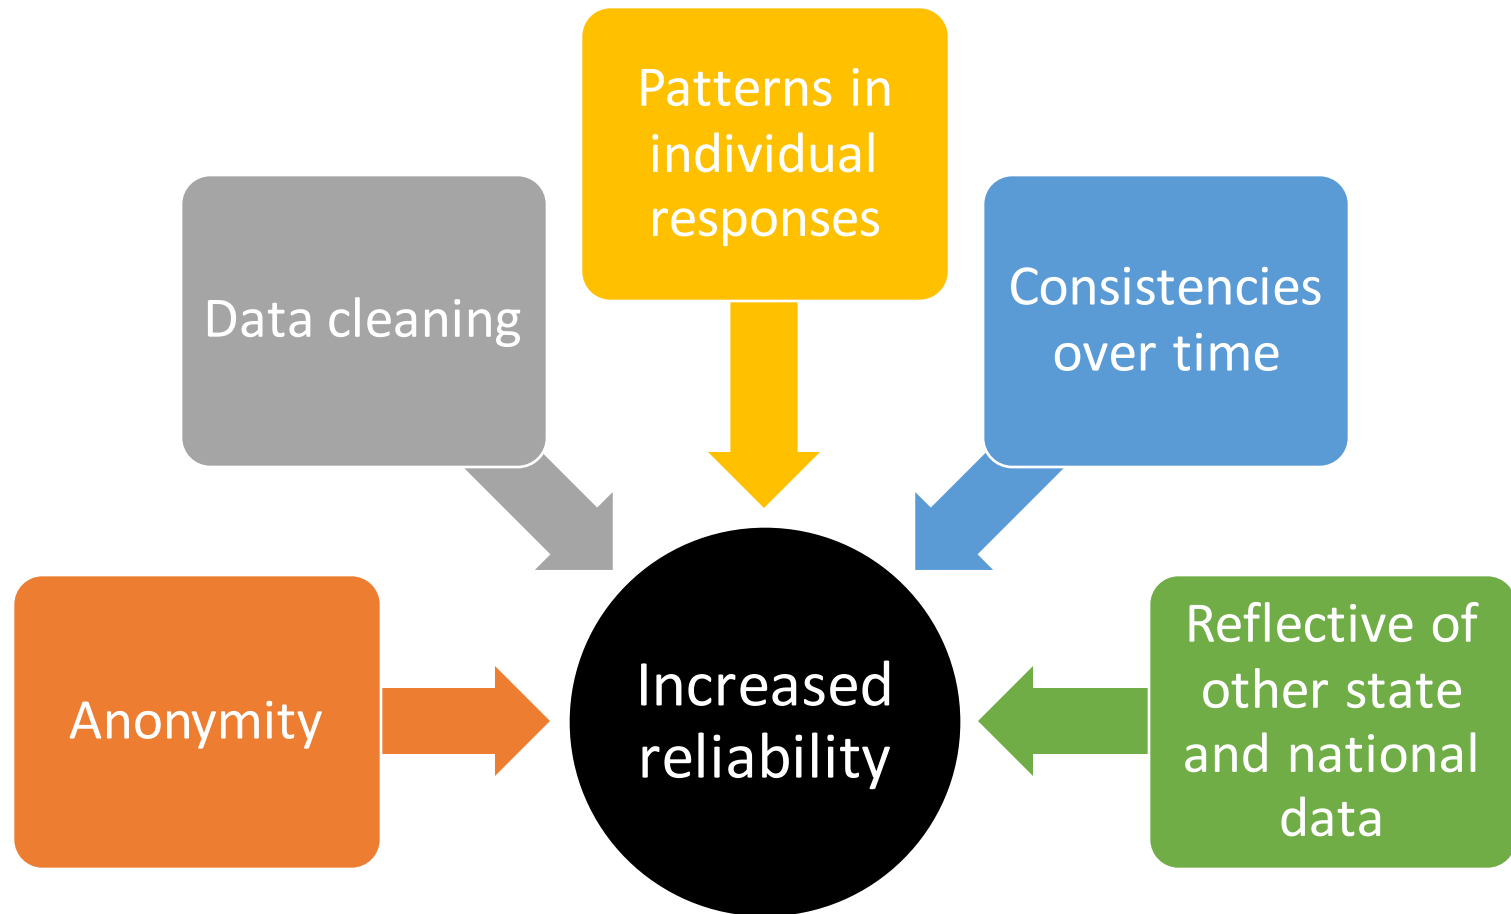 Patterns in
individual
responses
Data cleaning
Consistencies
over time
Anonymity
Increased
reliability
Reflective of
other state
and national
data